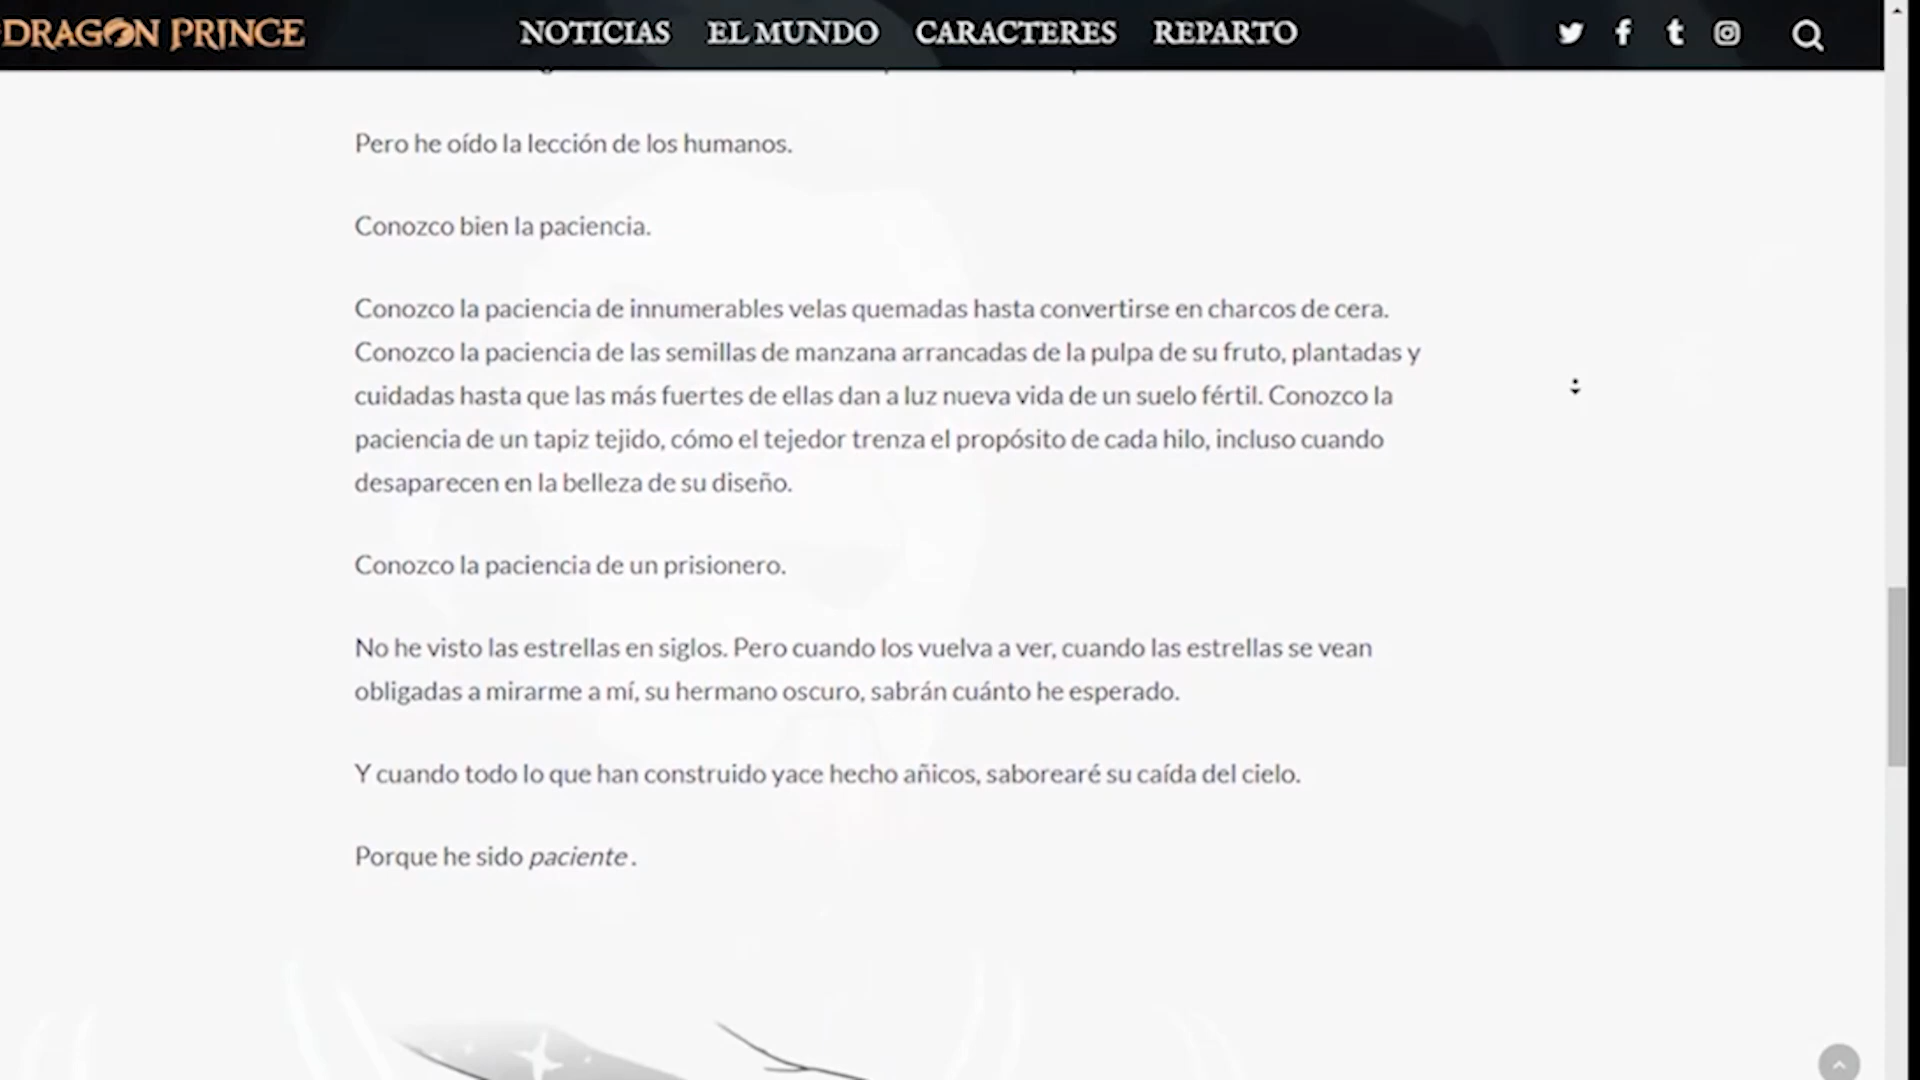 DRAGON PRINCE
NOTICIAS EL MUNDO CARACTERES REPARTO
Pero he oído la lección de los humanos.
Conozco bien la paciencia.
Conozco la paciencia de innumerables velas quemadas hasta convertirse en charcos de cera.
Conozco la paciencia de las semillas de manzana arrancadas de la pulpa de su fruto, plantadas y
cuidadas hasta que las más fuertes de ellas dan a luz nueva vida de un suelo fértil. Conozco la
paciencia de un tapiz tejido, cómo el tejedor trenza el propósito de cada hilo, incluso cuando
desaparecen en la belleza de su diseño.
Conozco la paciencia de un prisionero.
No he visto las estrellas en siglos. Pero cuando los vuelva a ver, cuando las estrellas se vean
obligadas a mirarme a mí, su hermano oscuro, sabrán cuánto he esperado.
Y cuando todo lo que han construido yace hecho añicos, saborearé su caída del cielo.
Porque he sido paciente .